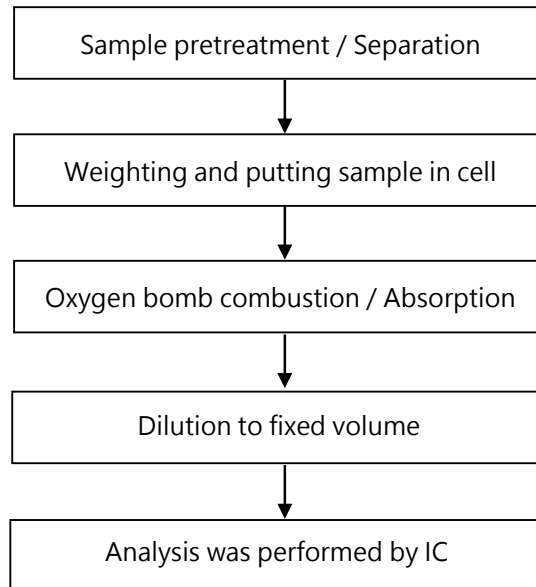 Sample pretreatment / Separation
Weighting and putting sample in cell
Oxygen bomb combustion / Absorption
Dilution to fixed volume
Analysis was performed by IC